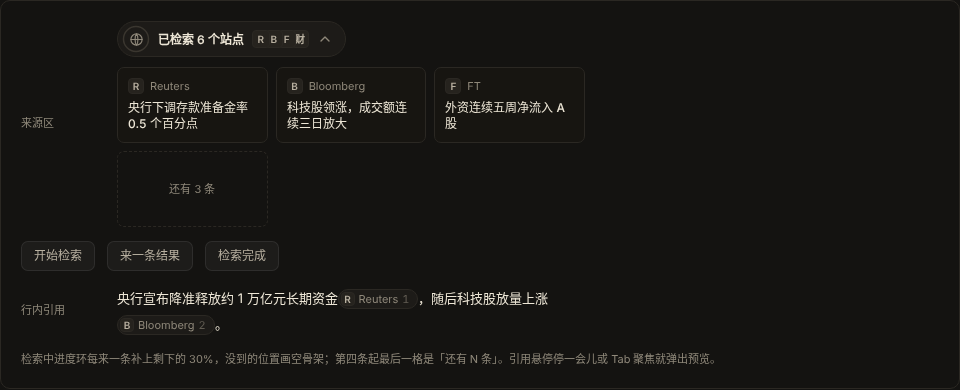 已检索 6 个站点 R B F 财
R Reuters
央行下调存款准备金率
0.5 个百分点
B Bloomberg
科技股领涨，成交额连
续三日放大
F FT
外资连续五周净流入 A
股
来源区
还有 3 条
开始检索 来一条结果 检索完成
行内引用
央行宣布降准释放约 1 万亿元长期资金 R Reuters 1 ，随后科技股放量上涨
B Bloomberg 2 。
检索中进度环每来一条补上剩下的 30%，没到的位置画空骨架；第四条起最后一格是「还有 N 条」。引用悬停停一会儿或 Tab 聚焦就弹出预览。